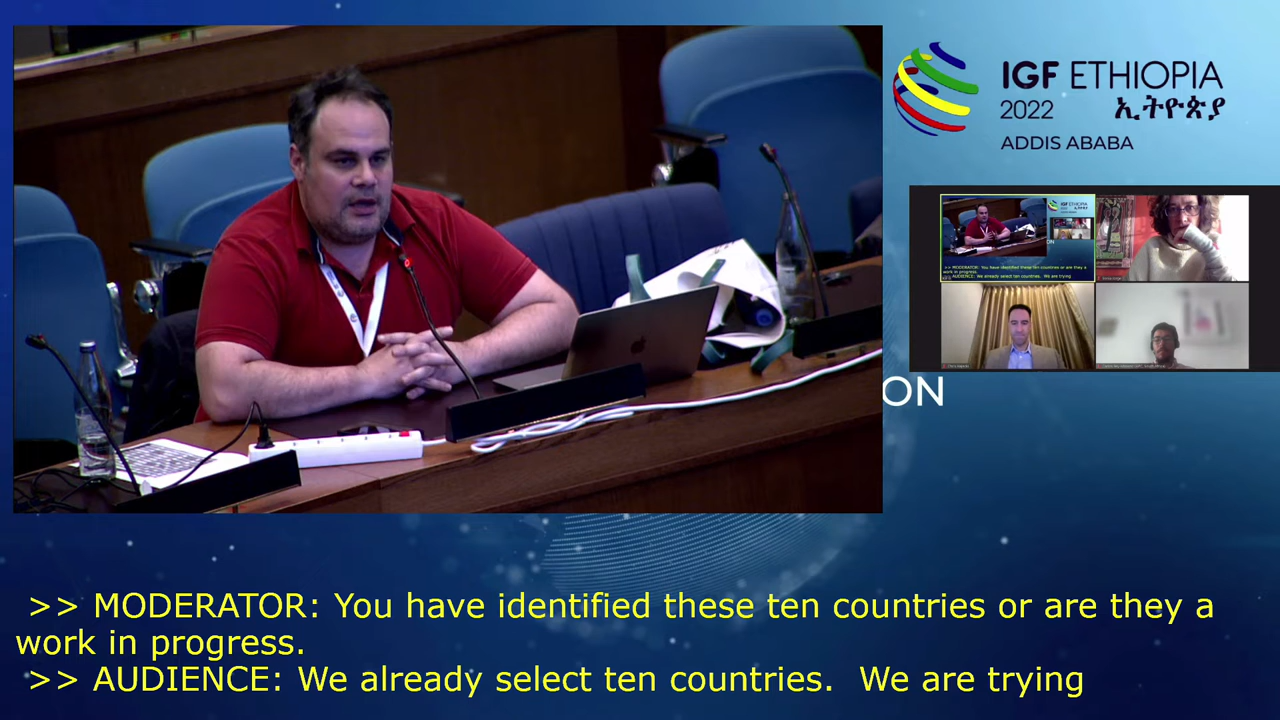 IGF ETHIOPIA
2022 ኢትዮጵያ
ADDIS ABABA
ON
>> MODERATOR: You have identified these ten countries or are they a
work in progress.
>> AUDIENCE: We already select ten countries.  We are trying